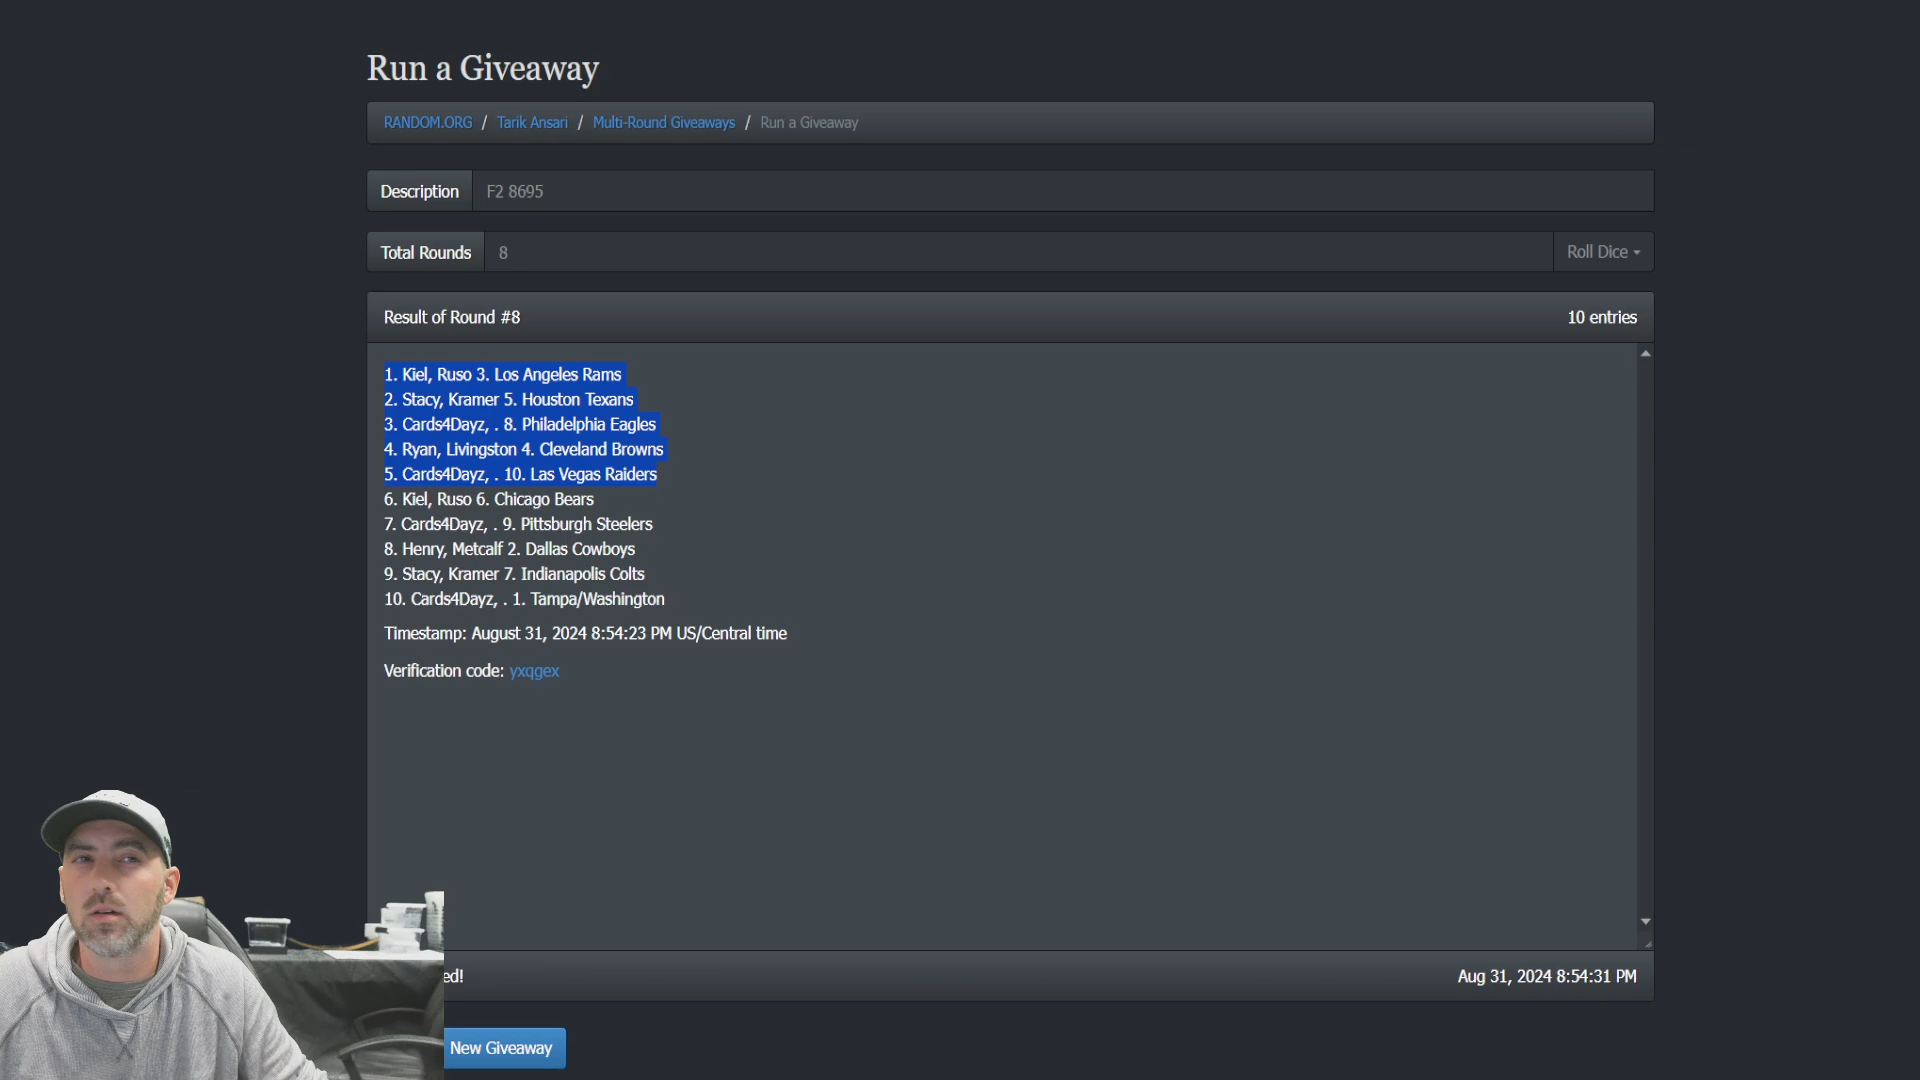 Run a Giveaway
RANDOM.ORG / Tarik Ansari / Multi-Round Giveaways / Run a Giveaway
Description F2 8695
Total Rounds 8 Roll Dice
Result of Round #8 10 entries
1. Kiel, Ruso 3. Los Angeles Rams
2. Stacy, Kramer 5. Houston Texans
3. Cards4Dayz, . 8. Philadelphia Eagles
4. Ryan, Livingston 4. Cleveland Browns
5. Cards4Dayz, . 10. Las Vegas Raiders
6. Kiel, Ruso 6. Chicago Bears
7. Cards4Dayz, . 9. Pittsburgh Steelers
8. Henry, Metcalf 2. Dallas Cowboys
9. Stacy, Kramer 7. Indianapolis Colts
10. Cards4Dayz, . 1. Tampa/Washington
Timestamp: August 31, 2024 8:54:23 PM US/Central time
Verification code: yxqgex
ed! Aug 31, 2024 8:54:31 PM
New Giveaway